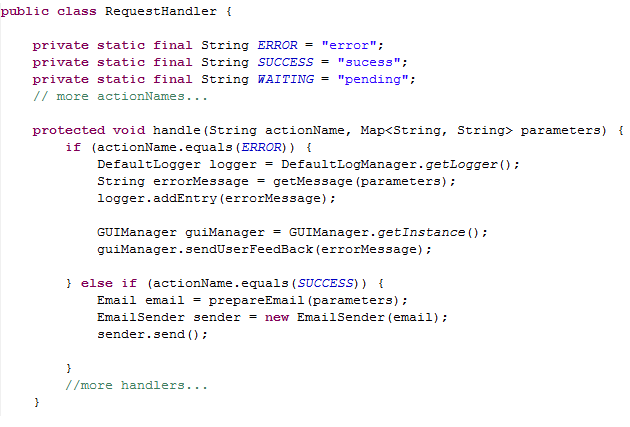 public class RequestHandler {
private static final String ERROR = "error";
private static final String SUCCESS = "sucess";
private static final String WAITING = "pending";
// more actionNames...
protected void handle(String actionName, Map<String, String> parameters) {
if (actionName.equals(ERROR)) {
DefaultLogger logger = DefaultLogManager.getLogger();
String errorMessage = getMessage(parameters);
logger.addEntry(errorMessage);
GUIManager guiManager = GUIManager.getInstance();
guiManager.sendUserFeedBack(errorMessage);
} else if (actionName.equals(SUCCESS)) {
Email email = prepareEmail(parameters);
EmailSender sender = new EmailSender(email);
sender.send();
}
//more handlers...
}